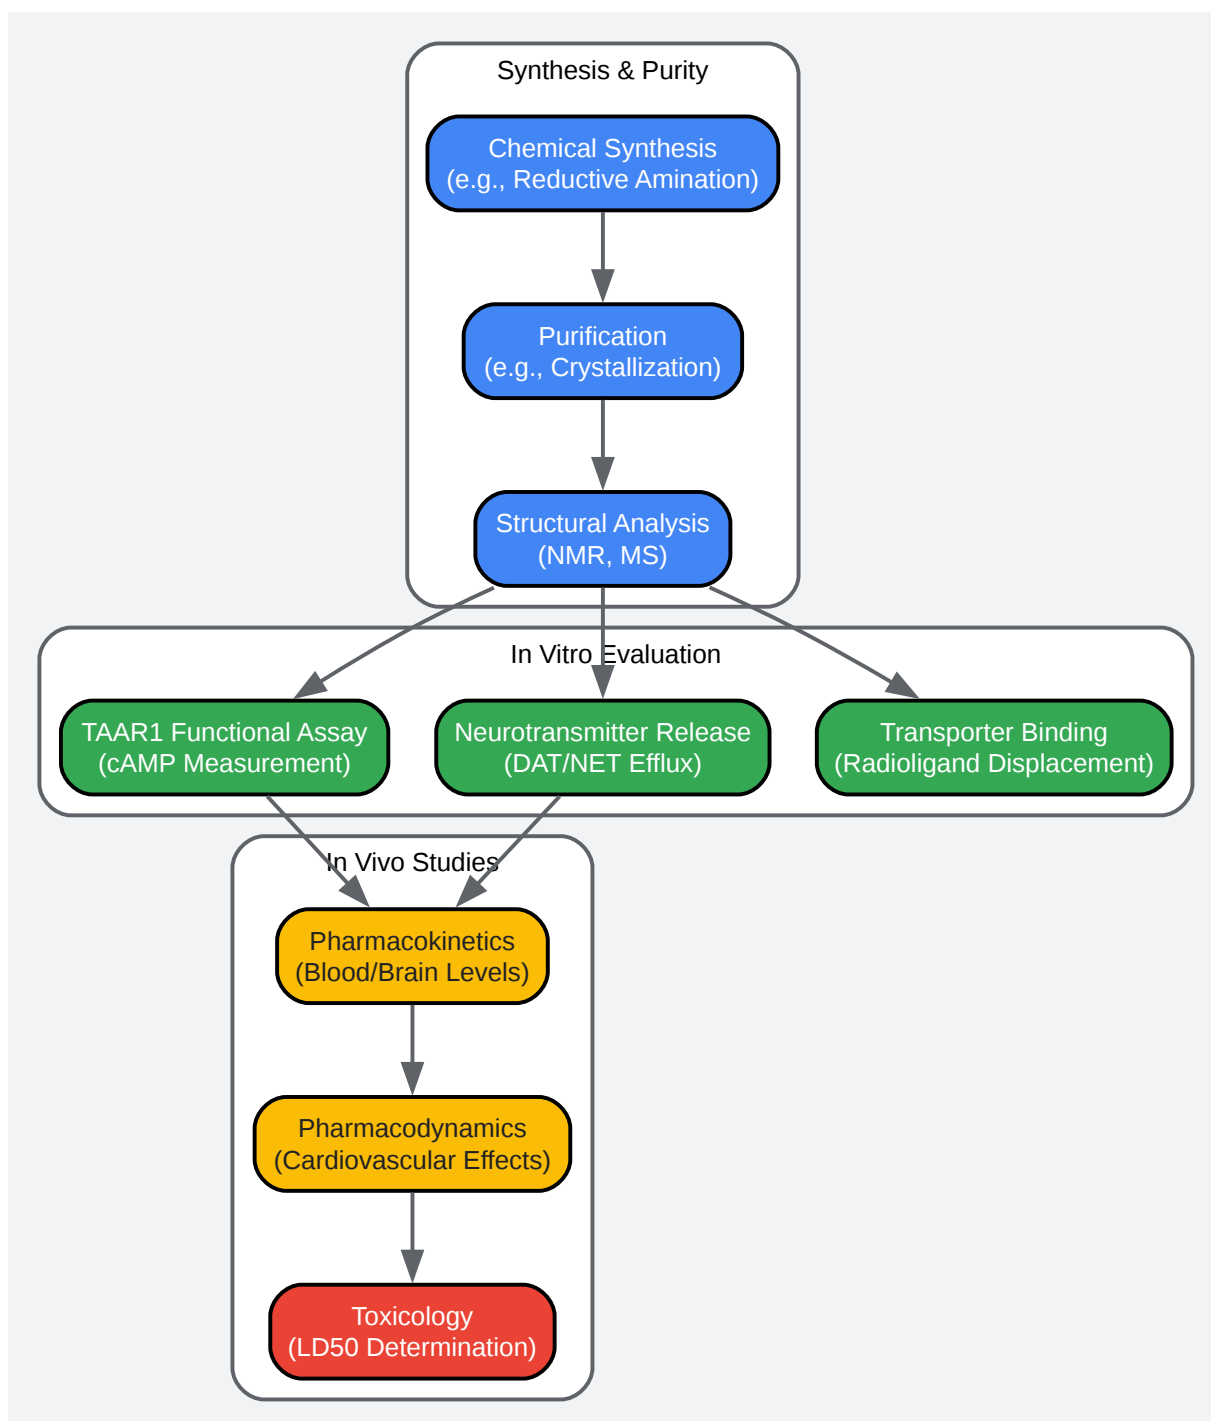 Synthesis & Purity
Chemical Synthesis
(e.g., Reductive Amination)
Purification
(e.g., Crystallization)
Structural Analysis
(NMR, MS)
In Vitro Evaluation
TAAR1 Functional Assay
(cAMP Measurement)
Neurotransmitter Release
(DAT/NET Efflux)
Transporter Binding
(Radioligand Displacement)
In Vivo Studies
Pharmacokinetics
(Blood/Brain Levels)
Pharmacodynamics
(Cardiovascular Effects)
Toxicology
(LD50 Determination)